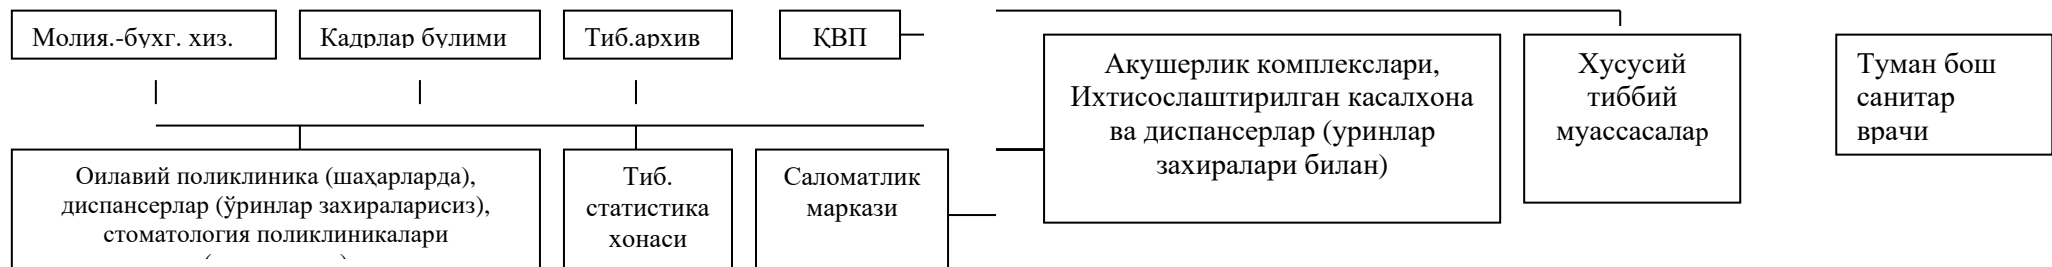 Молия.-бухг. хиз.
Кадрлар булими
Тиб.архив
ҚВП
Акушерлик комплекслари,
Ихтисослаштирилган касалхона
ва диспансерлар (уринлар
захиралари билан)
Хусусий
тиббий
муассасалар
Туман бош
санитар
врачи
Оилавий поликлиника (шаҳарларда),
диспансерлар (ўринлар захираларисиз),
стоматология поликлиникалари
Тиб.
статистика
хонаси
Саломатлик
маркази